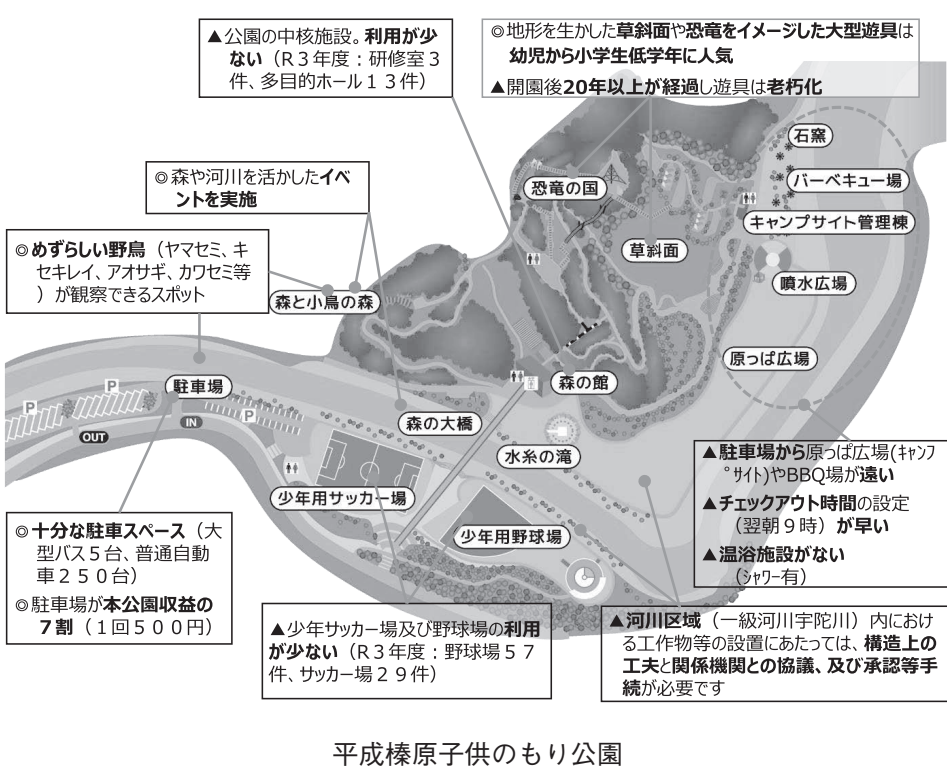 ▲公園の中核施設。利用が少
ない（R３年度：研修室３
件、多目的ホール１３件）
◎地形を生かした草斜面や恐竜をイメージした大型遊具は
幼児から小学生低学年に人気
▲開園後20年以上が経過し遊具は老朽化
◎森や河川を活かしたイベ
ントを実施
◎めずらしい野鳥（ヤマセミ、キ
セキレイ、アオサギ、カワセミ等
）が観察できるスポット
石窯
バーベキュー場
キャンプサイト管理棟
恐竜の国
草斜面
噴水広場
森と小鳥の森
原っぱ広場
森の館
駐車場
P
P
P
IN
OUT
森の大橋
水糸の滝
少年用サッカー場
少年用野球場
▲駐車場から原っぱ広場(ｷｬﾝﾌ
ﾟｻｲﾄ)やBBQ場が遠い
▲チェックアウト時間の設定
（翌朝９時）が早い
▲温浴施設がない
（ｼｬﾜｰ有）
◎十分な駐車スペース（大
型バス５台、普通自動
車２５０台）
◎駐車場が本公園収益の
７割（１回５００円）
▲少年サッカー場及び野球場の利用
が少ない（R３年度：野球場５７
件、サッカー場２９件）
▲河川区域（一級河川宇陀川）内におけ
る工作物等の設置にあたっては、構造上の
工夫と関係機関との協議、及び承認等手
続が必要です
平成榛原子供のもり公園